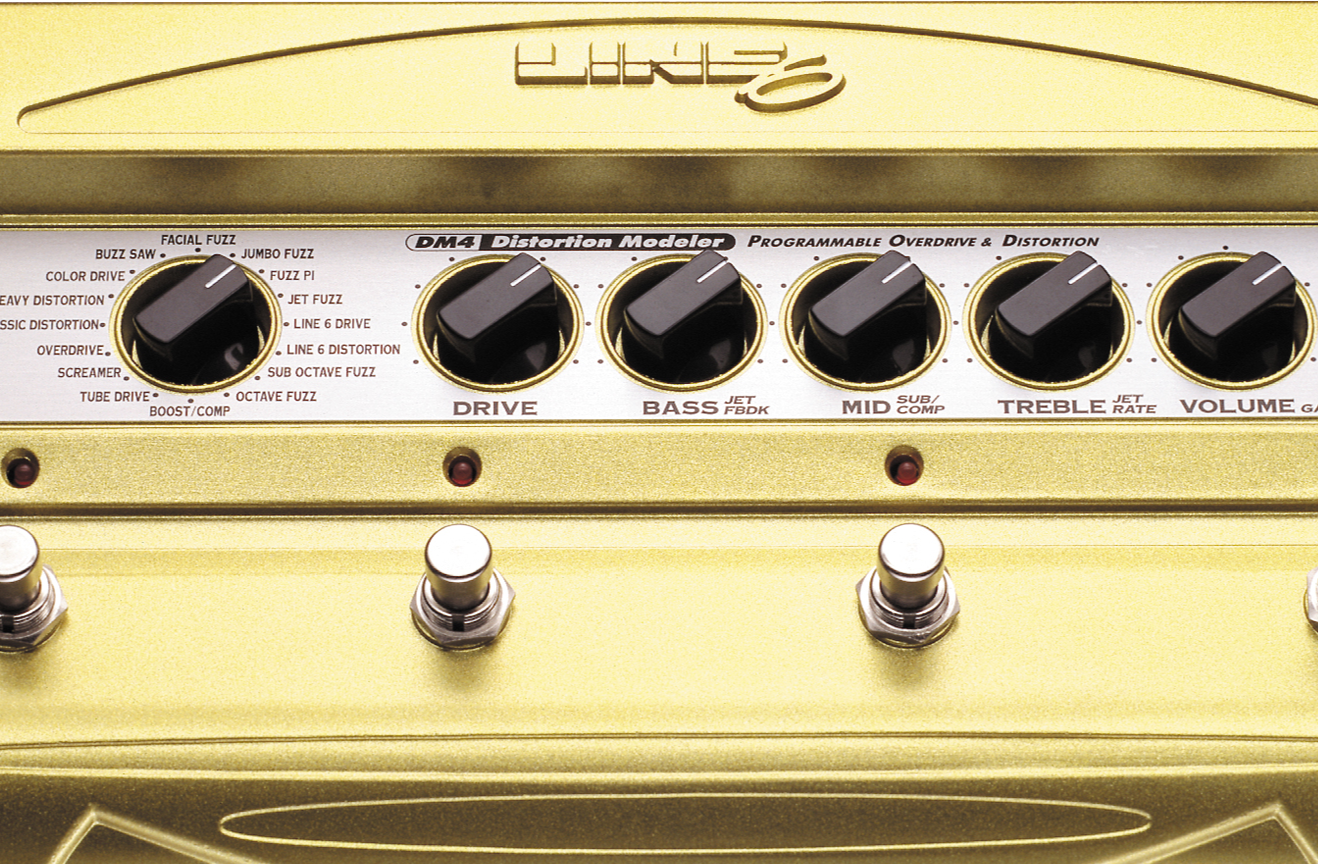 LINE 6
DM4 Distortion Modeler PROGRAMMABLE OVERDRIVE & DISTORTION
FACIAL FUZZ
BUZZ SAW
JUMBO FUZZ
COLOR DRIVE
FUZZ PI
EAVY DISTORTION
JET FUZZ
SSIC DISTORTION
LINE 6 DRIVE
OVERDRIVE
LINE 6 DISTORTION
SCREAMER
SUB OCTAVE FUZZ
TUBE DRIVE
OCTAVE FUZZ
BOOST/COMP
DRIVE
BASS JET FBDK
MID SUB/COMP
TREBLE JET RATE
VOLUME GA